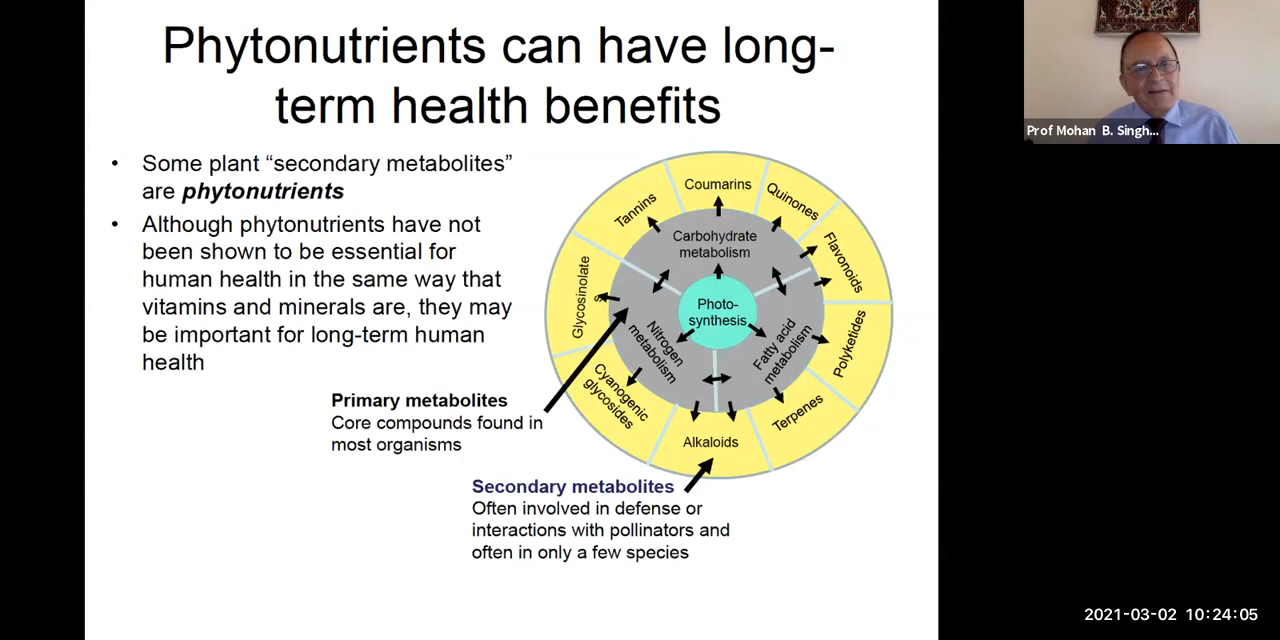 Phytonutrients can have long-
term health benefits
• Some plant “secondary metabolites”
are phytonutrients
• Although phytonutrients have not
been shown to be essential for
human health in the same way that
vitamins and minerals are, they may
be important for long-term human
health
Primary metabolites
Core compounds found in
most organisms
Secondary metabolites
Often involved in defense or
interactions with pollinators and
often in only a few species
Coumarins
Quinones
Flavonoids
Polyketides
Terpenes
Alkaloids
Cyanogenic
glycosides
Glycosinolate
s
Tannins
Carbohydrate
metabolism
Fatty acid
metabolism
Nitrogen
metabolism
Photo-
synthesis
Prof Mohan B. Singh...
2021-03-02 10:24:05